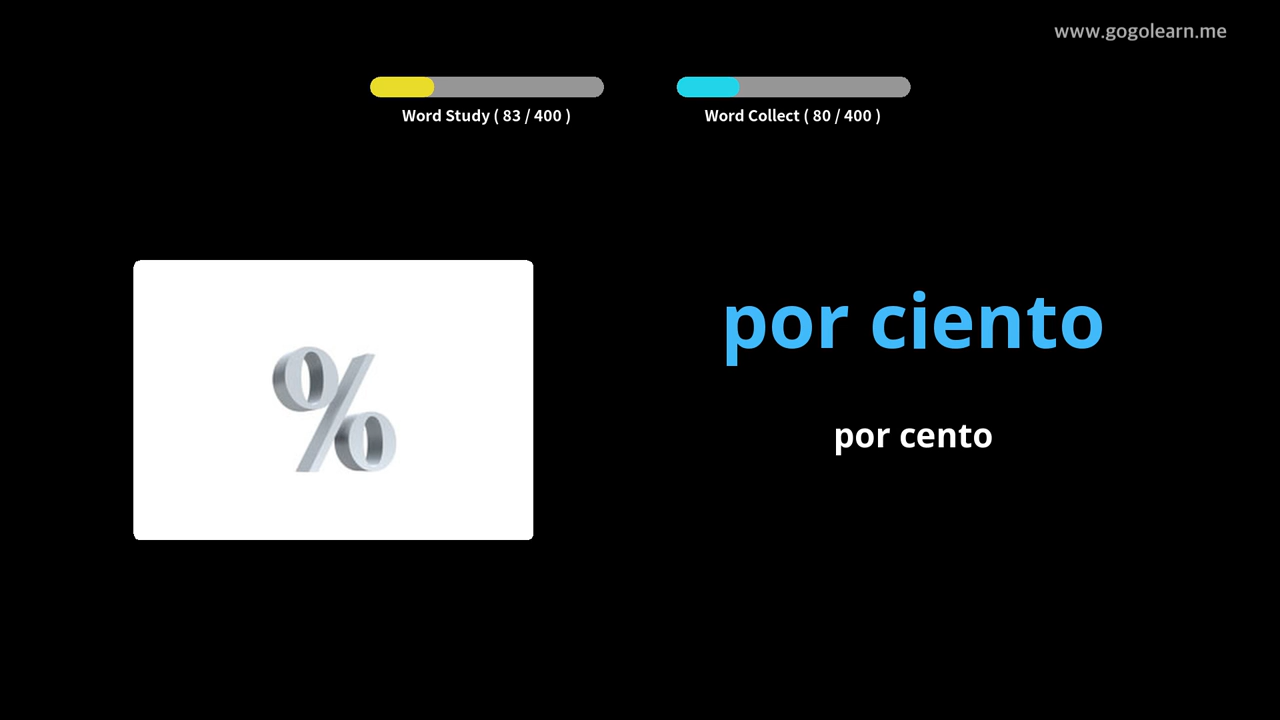 www.gogolearn.me
Word Study ( 83 / 400 )
Word Collect ( 80 / 400 )
%
por ciento
por cento